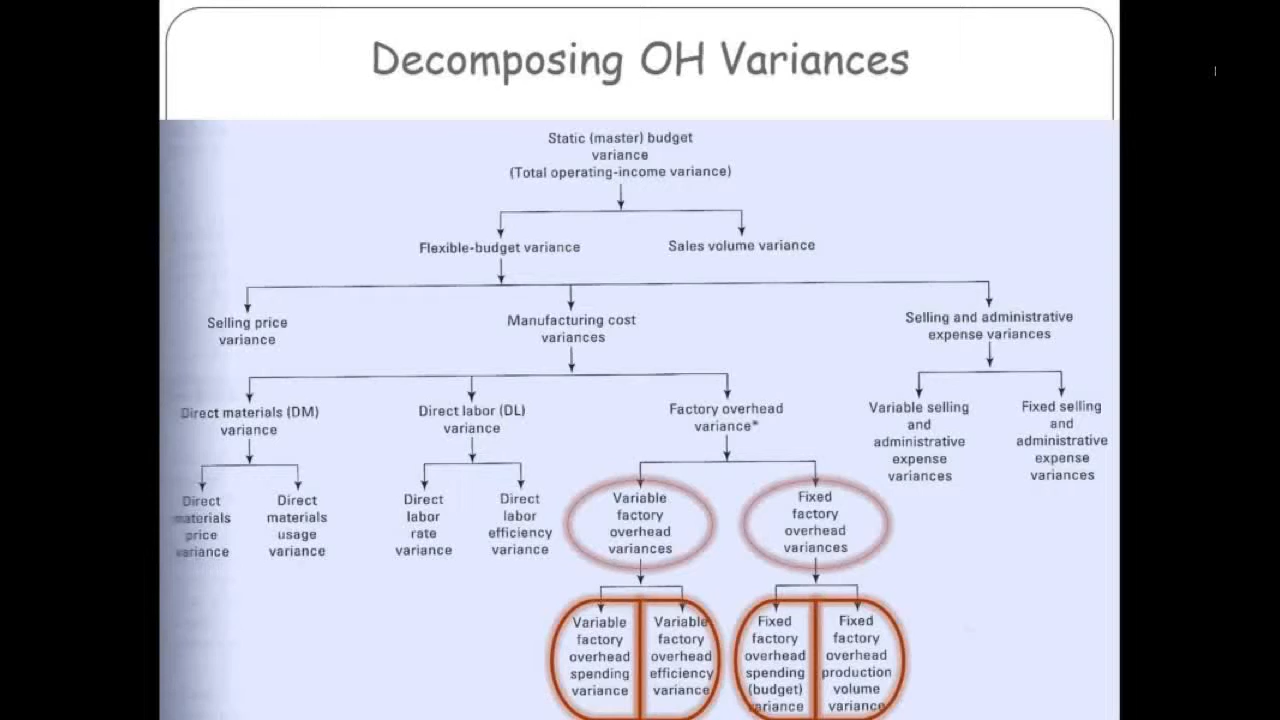 Decomposing OH Variances
Static (master) budget
variance
(Total operating-income variance)
Flexible-budget variance
Sales volume variance
Selling price
variance
Manufacturing cost
variances
Selling and administrative
expense variances
Direct materials (DM)
variance
Direct labor (DL)
variance
Factory overhead
variance*
Variable selling
and
administrative
expense
variances
Fixed selling
and
administrative
expense
variances
Direct
materials
price
variance
Direct
materials
usage
variance
Direct
labor
rate
variance
Direct
labor
efficiency
variance
Variable
factory
overhead
variances
Fixed
factory
overhead
variances
Variable
factory
overhead
spending
variance
Variable
factory
overhead
efficiency
variance
Fixed
factory
overhead
spending
(budget)
variance
Fixed
factory
overhead
production
volume
variance